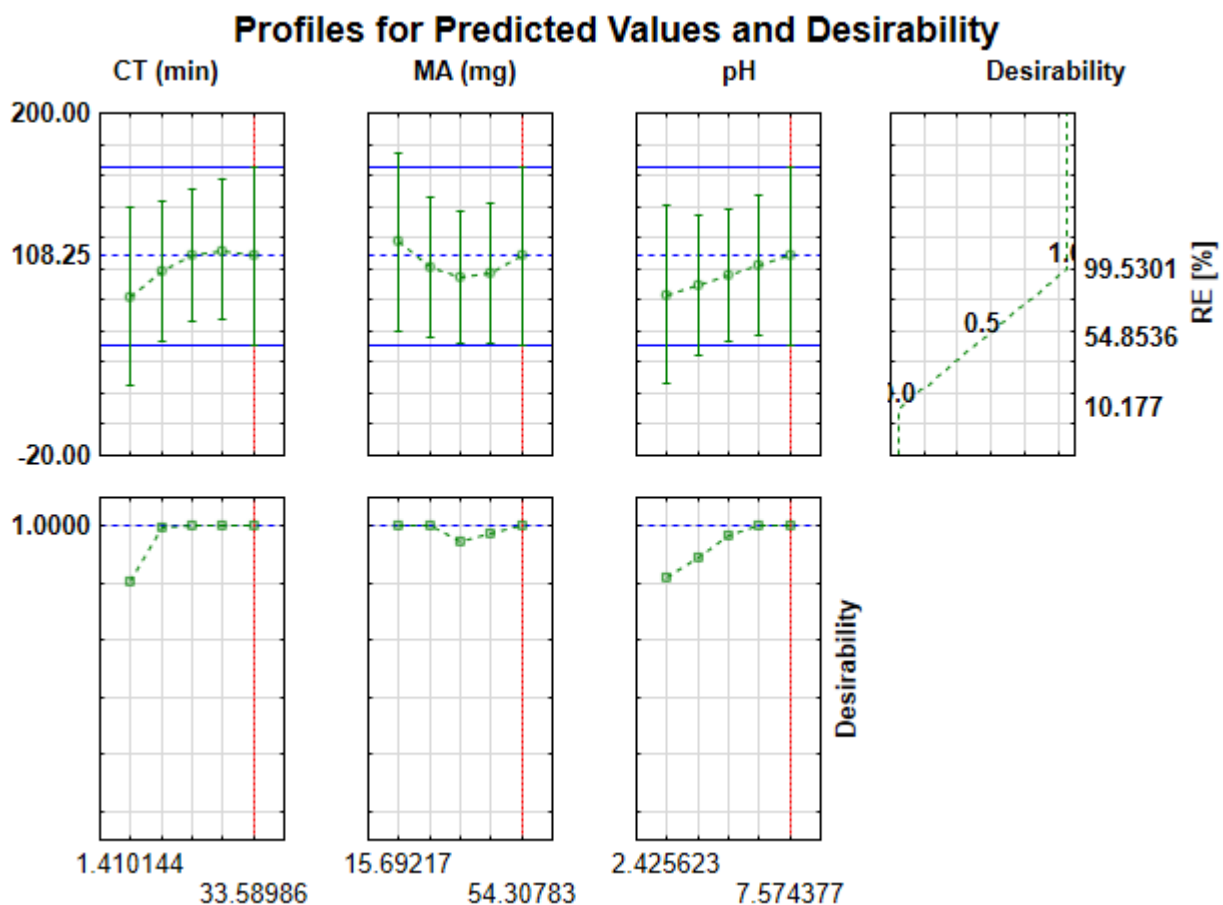 Profiles for Predicted Values and Desirability
CT (min)
MA (mg)
pH
Desirability
200.00
108.25
-20.00
0.5
99.5301
54.8536
10.177
RE [%]
1.0000
Desirability
1.410144
33.58986
15.69217
54.30783
2.425623
7.574377